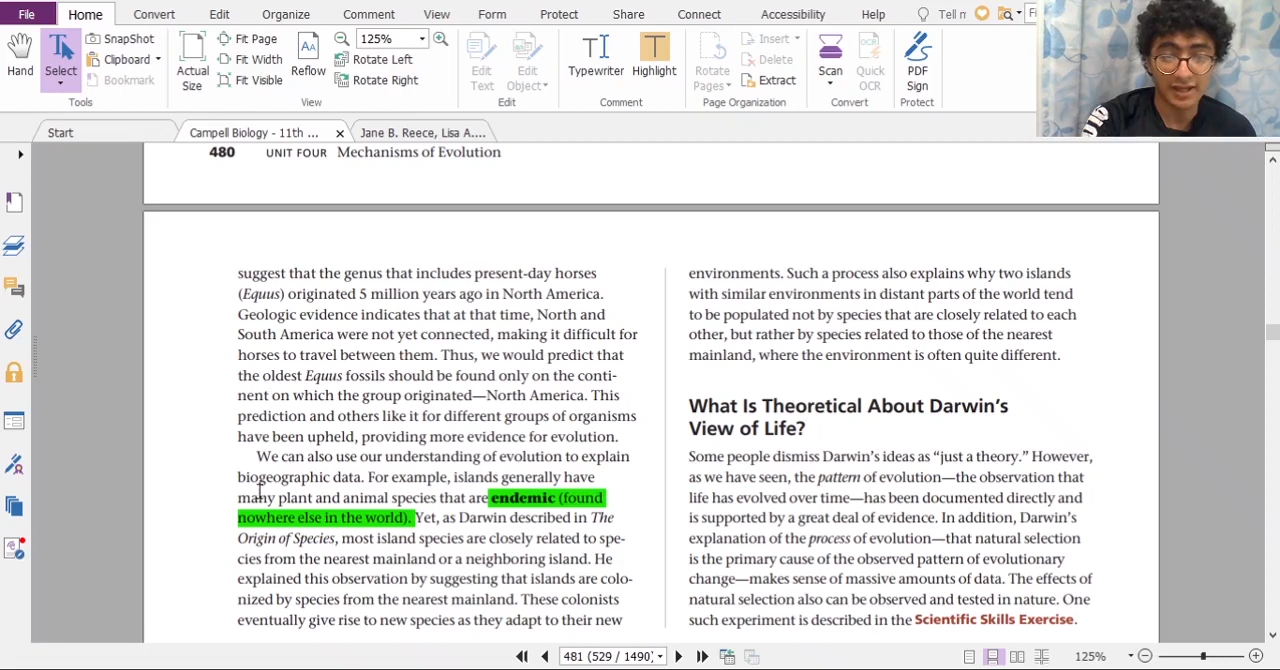 File Home Convert Edit Organize Comment View Form Protect Share Connect Accessibility Help Tell m
SnapShot
Clipboard
Bookmark
Hand Select
Tools
Actual Size
Fit Page
Fit Width
Fit Visible
Reflow
125%
Rotate Left
Rotate Right
View
Edit Text
Edit Object
Edit
Typewriter
Highlight
Comment
Rotate Pages
Insert
Delete
Extract
Page Organization
Scan
Quick OCR
Convert
PDF Sign
Protect
Start
Campell Biology - 11th ...
Jane B. Reece, Lisa A....
480 UNIT FOUR Mechanisms of Evolution
suggest that the genus that includes present-day horses
(Equus) originated 5 million years ago in North America.
Geologic evidence indicates that at that time, North and
South America were not yet connected, making it difficult for
horses to travel between them. Thus, we would predict that
the oldest Equus fossils should be found only on the conti-
nent on which the group originated—North America. This
prediction and others like it for different groups of organisms
have been upheld, providing more evidence for evolution.
We can also use our understanding of evolution to explain
biogeographic data. For example, islands generally have
many plant and animal species that are endemic (found
nowhere else in the world). Yet, as Darwin described in The
Origin of Species, most island species are closely related to spe-
cies from the nearest mainland or a neighboring island. He
explained this observation by suggesting that islands are colo-
nized by species from the nearest mainland. These colonists
eventually give rise to new species as they adapt to their new
environments. Such a process also explains why two islands
with similar environments in distant parts of the world tend
to be populated not by species that are closely related to each
other, but rather by species related to those of the nearest
mainland, where the environment is often quite different.
What Is Theoretical About Darwin's
View of Life?
Some people dismiss Darwin's ideas as “just a theory.” However,
as we have seen, the pattern of evolution—the observation that
life has evolved over time—has been documented directly and
is supported by a great deal of evidence. In addition, Darwin's
explanation of the process of evolution—that natural selection
is the primary cause of the observed pattern of evolutionary
change—makes sense of massive amounts of data. The effects of
natural selection also can be observed and tested in nature. One
such experiment is described in the Scientific Skills Exercise.
481 (529 / 1490)
125%